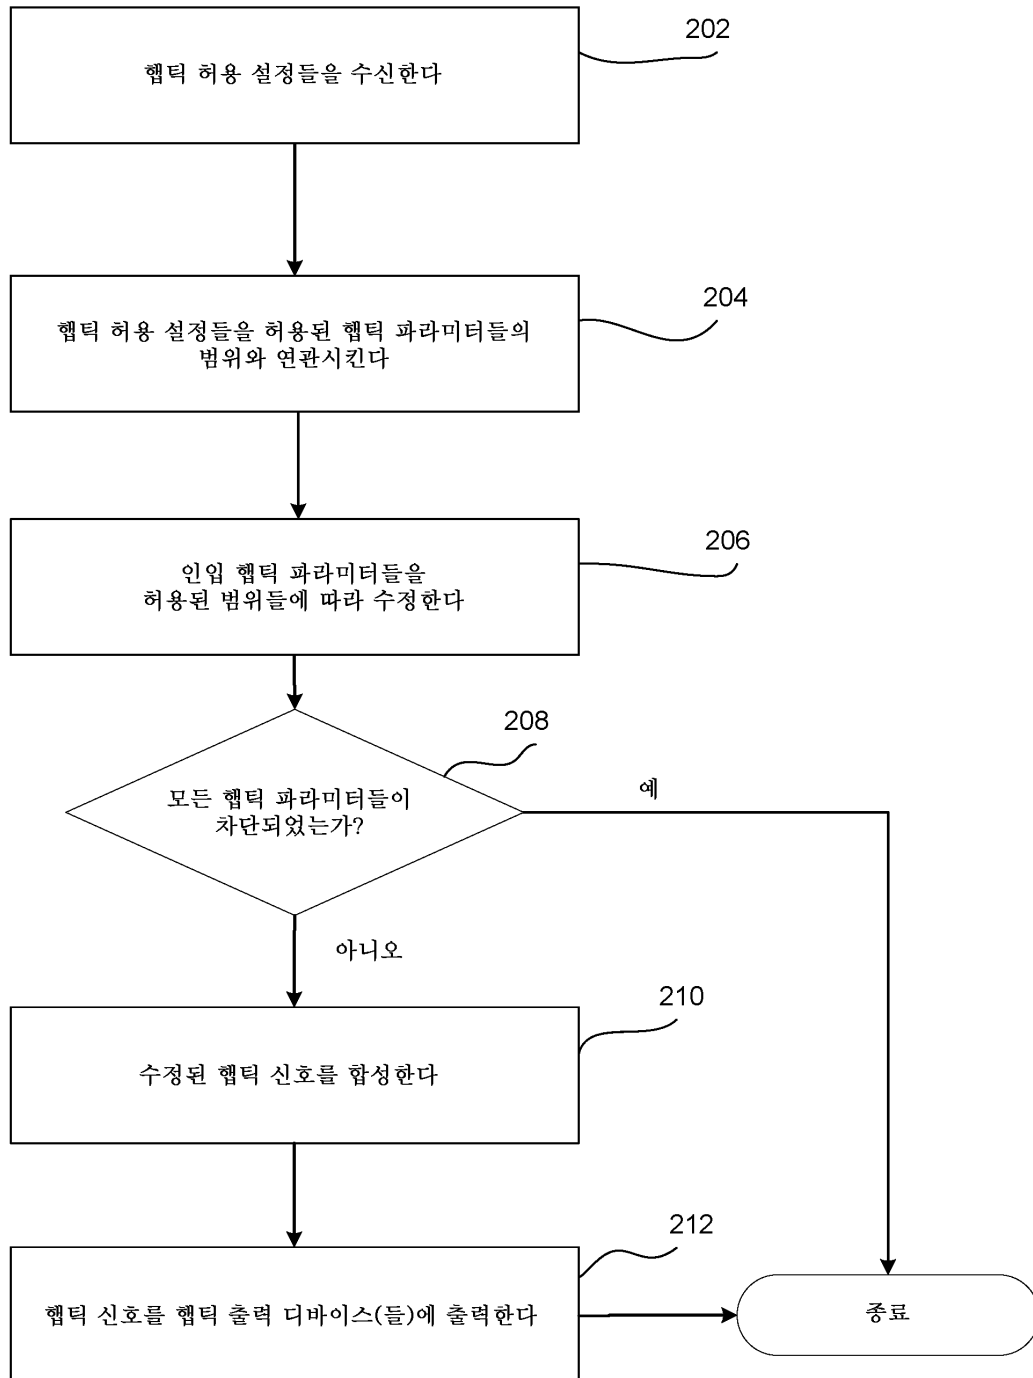 202
햅틱 허용 설정들을 수신한다
204
햅틱 허용 설정들을 허용된 햅틱 파라미터들의
범위와 연관시킨다
206
인입 햅틱 파라미터들을
허용된 범위들에 따라 수정한다
208
모든 햅틱 파라미터들이
차단되었는가?
예
아니오
210
수정된 햅틱 신호를 합성한다
212
햅틱 신호를 햅틱 출력 디바이스(들)에 출력한다
종료